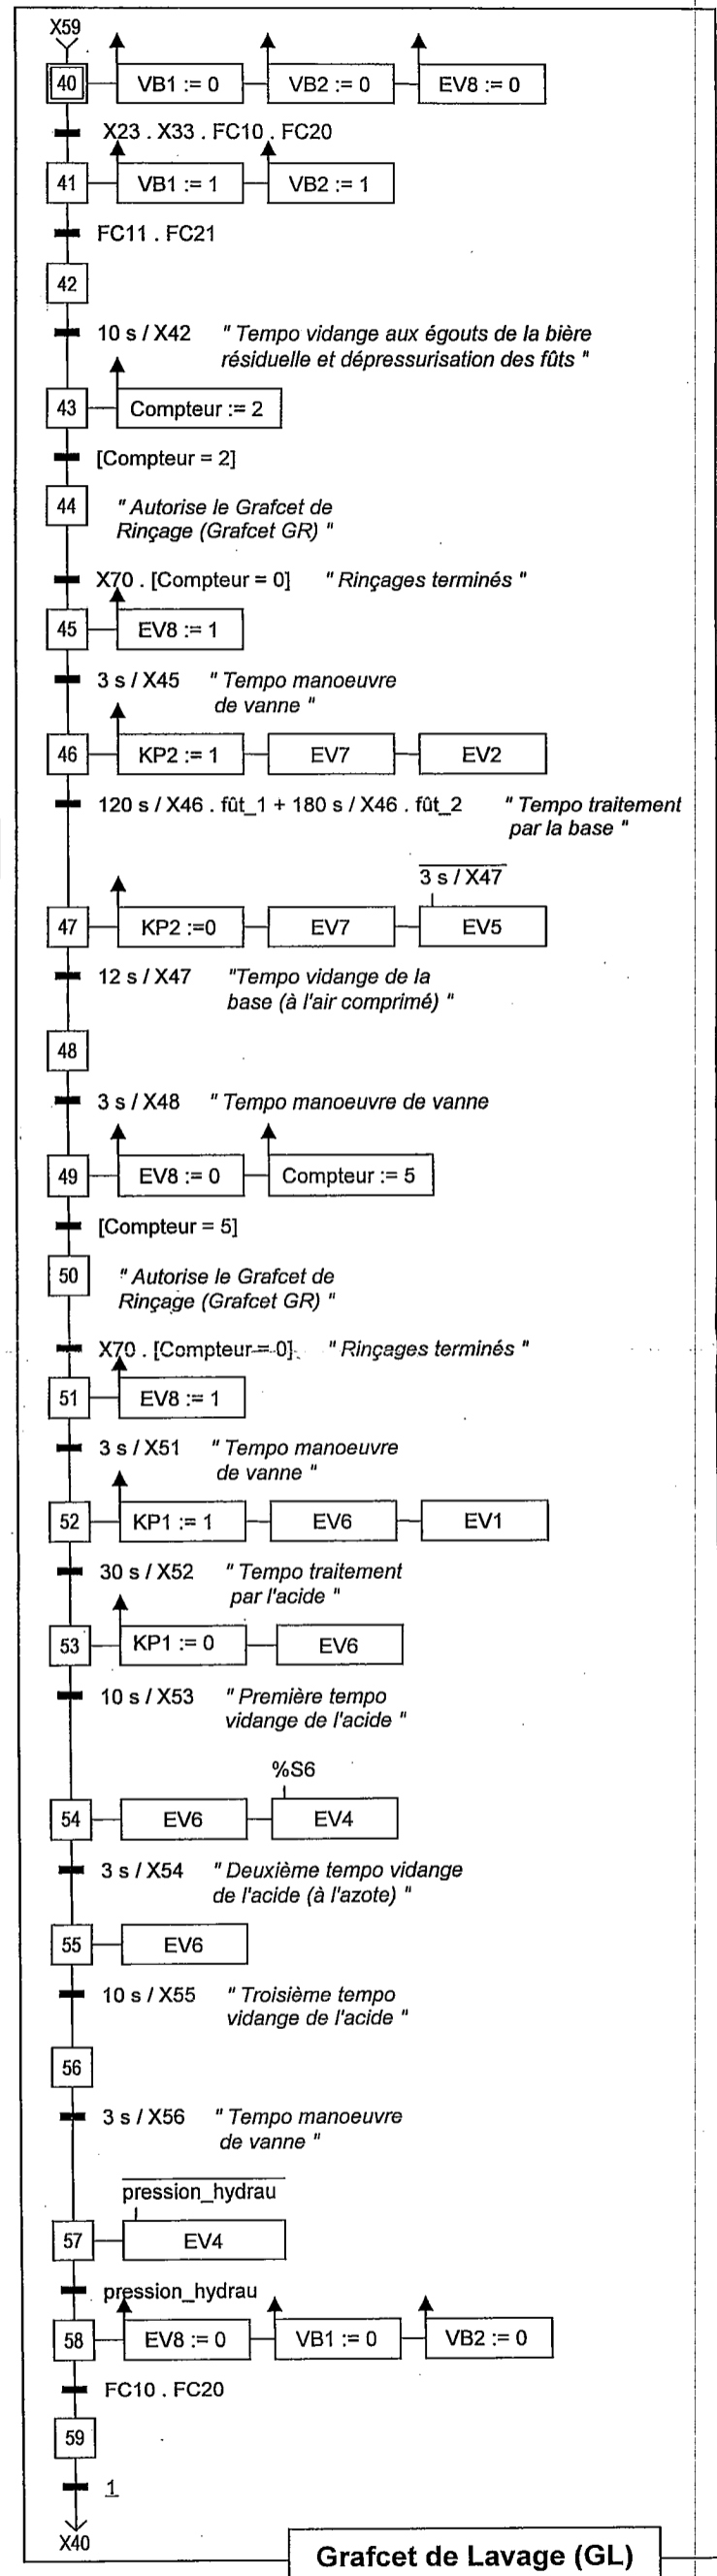 X59
40 VB1 := 0 VB2 := 0 EV8 := 0
X23 . X33 . FC10 . FC20
41 VB1 := 1 VB2 := 1
FC11 . FC21
42
10 s / X42 " Tempo vidange aux égouts de la bière
résiduelle et dépressurisation des fûts "
43 Compteur := 2
[Compteur = 2]
44 " Autorise le Grafcet de
Rinçage (Grafcet GR) "
X70 . [Compteur = 0] " Rinçages terminés "
45 EV8 := 1
3 s / X45 " Tempo manoeuvre
de vanne "
46 KP2 := 1 EV7 EV2
120 s / X46 . fût_1 + 180 s / X46 . fût_2 " Tempo traitement
par la base "
3 s / X47
47 KP2 :=0 EV7 EV5
12 s / X47 "Tempo vidange de la
base (à l'air comprimé) "
48
3 s / X48 " Tempo manoeuvre de vanne
49 EV8 := 0 Compteur := 5
[Compteur = 5]
50 " Autorise le Grafcet de
Rinçage (Grafcet GR) "
X70 . [Compteur = 0] " Rinçages terminés "
51 EV8 := 1
3 s / X51 " Tempo manoeuvre
de vanne "
52 KP1 := 1 EV6 EV1
30 s / X52 " Tempo traitement
par l'acide "
53 KP1 := 0 EV6
10 s / X53 " Première tempo
vidange de l'acide "
%S6
54 EV6 EV4
3 s / X54 " Deuxième tempo vidange
de l'acide (à l'azote) "
55 EV6
10 s / X55 " Troisième tempo
vidange de l'acide "
56
3 s / X56 " Tempo manoeuvre
de vanne "
pression_hydrau
57 EV4
pression_hydrau
58 EV8 := 0 VB1 := 0 VB2 := 0
FC10 . FC20
59
1
X40
Grafcet de Lavage (GL)